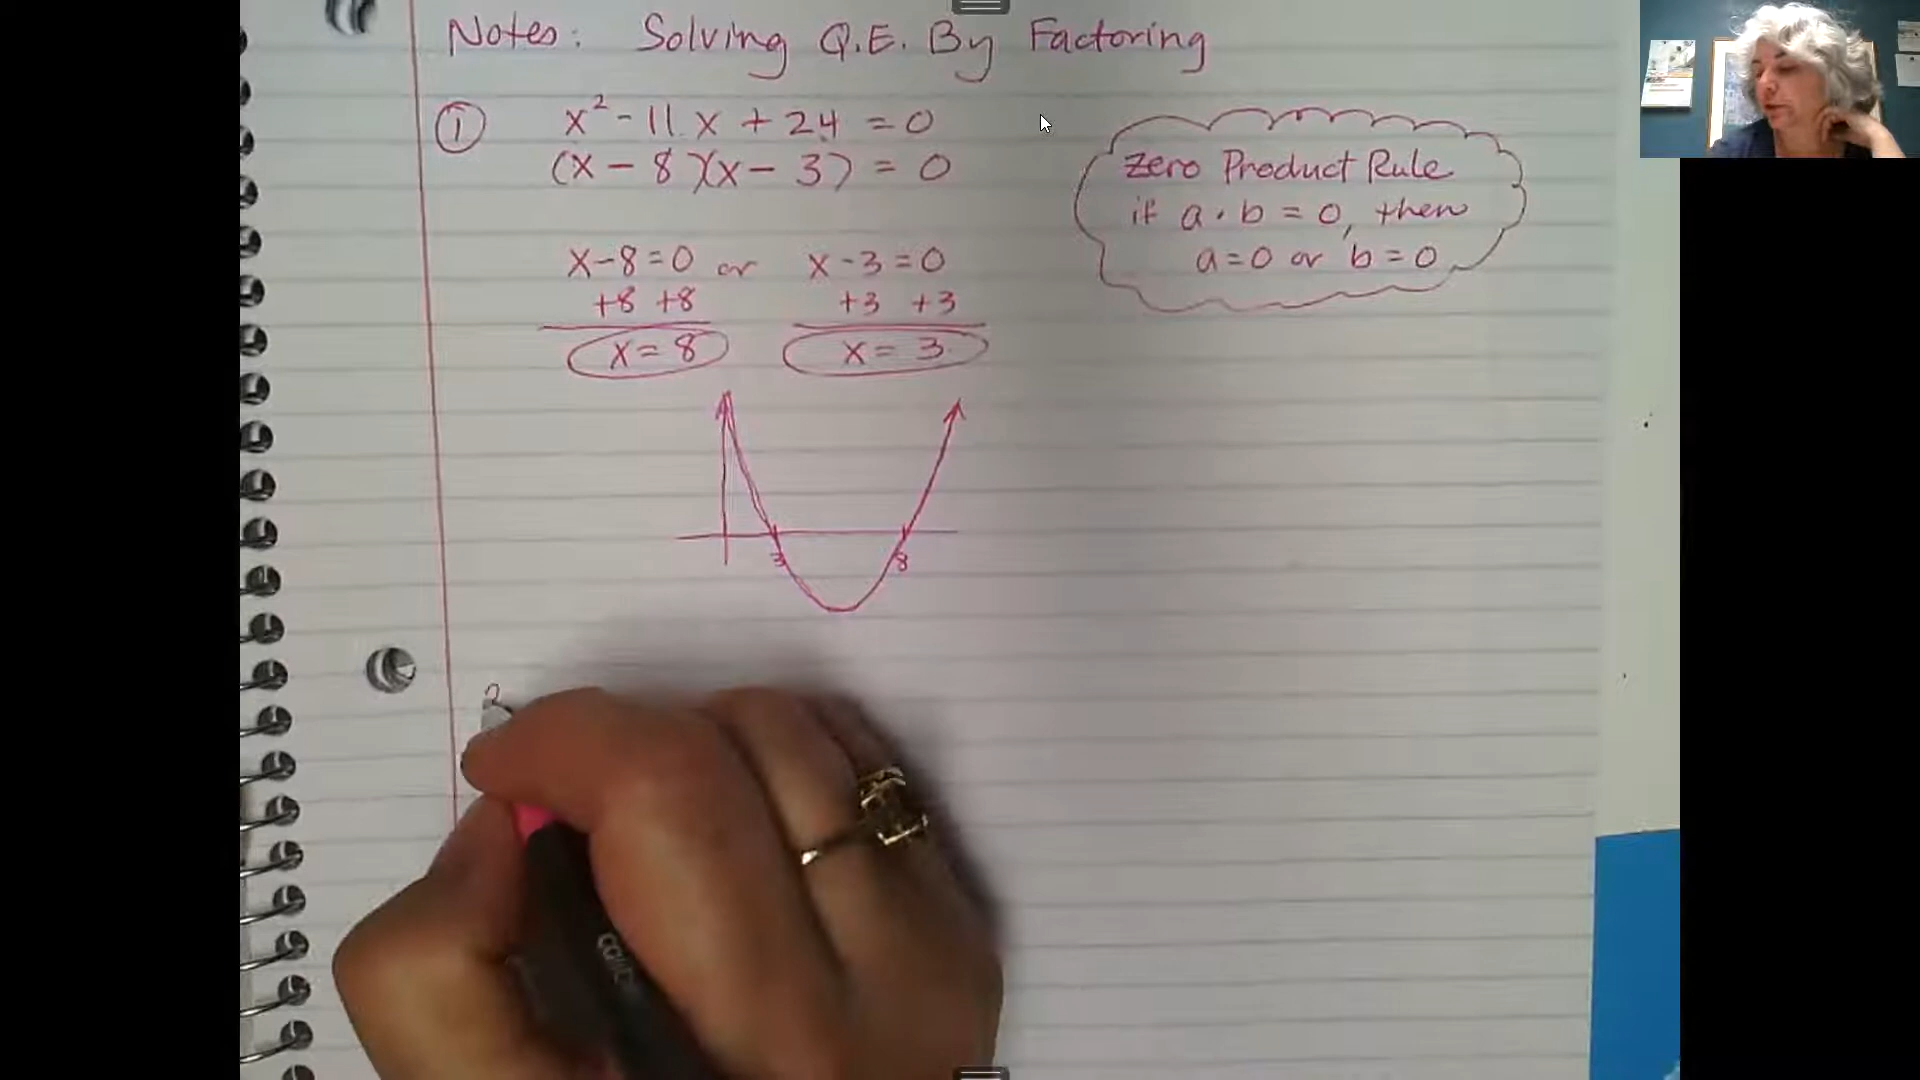 Notes: Solving Q.E. By Factoring
① x² - 11x + 24 = 0
(x - 8)(x - 3) = 0
x-8=0 or x-3=0
+8 +8 +3 +3
x=8 x=3
3 8
2
Zero Product Rule
if a·b=0, then
a=0 or b=0